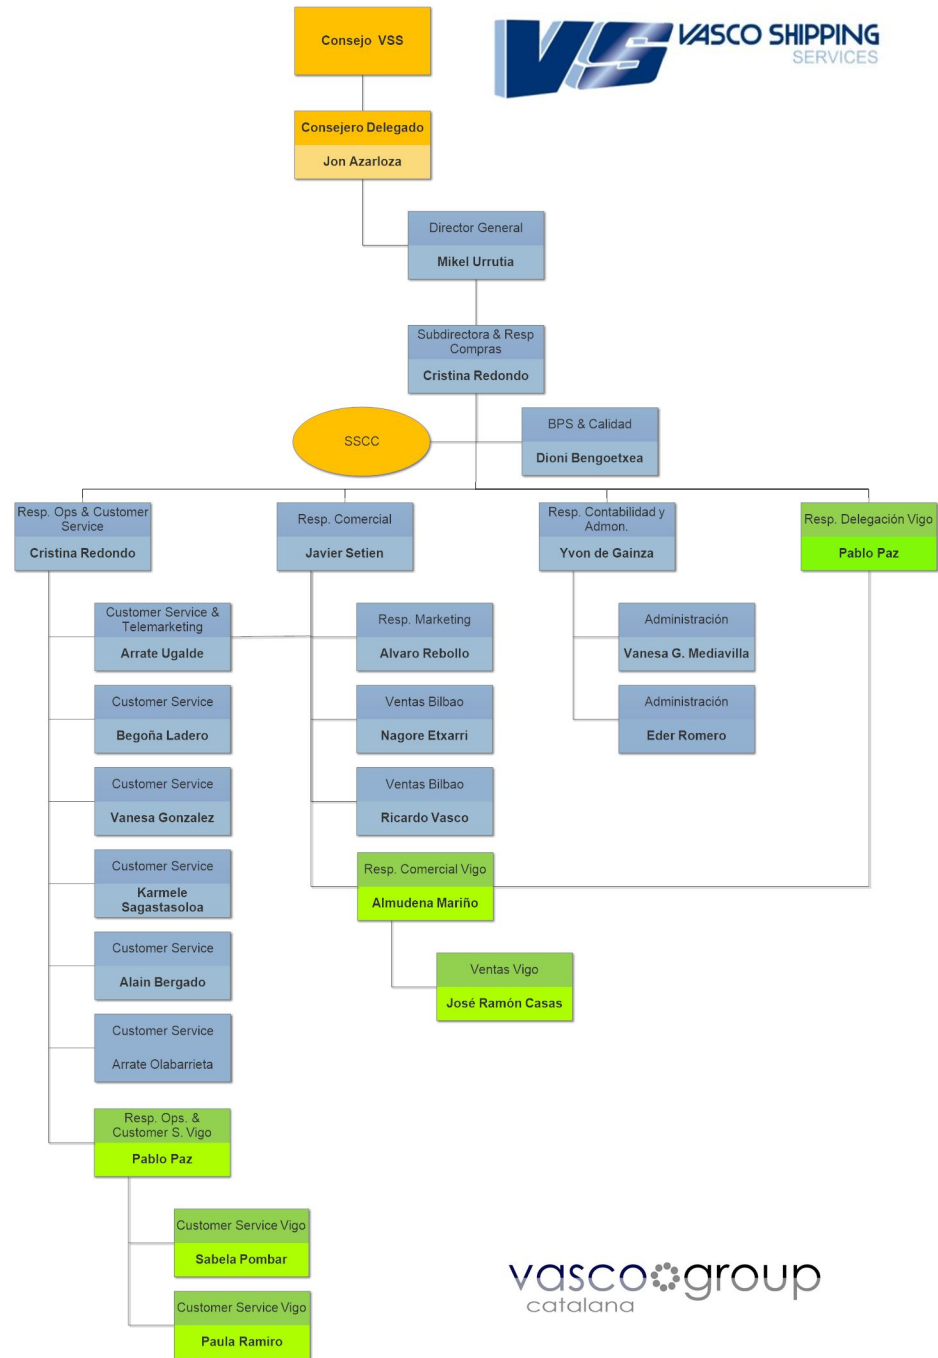 VS VASCO SHIPPING
SERVICES
Consejo VSS
Consejero Delegado
Jon Azarloza
Director General
Mikel Urrutia
Subdirectora & Resp
Compras
Cristina Redondo
SSCC
BPS & Calidad
Dioni Bengoetxea
Resp. Ops & Customer
Service
Cristina Redondo
Resp. Comercial
Javier Setien
Resp. Contabilidad y
Admon.
Yvon de Gainza
Resp. Delegación Vigo
Pablo Paz
Customer Service &
Telemarketing
Arrate Ugalde
Customer Service
Begoña Ladero
Customer Service
Vanesa Gonzalez
Customer Service
Karmele
Sagastasoloa
Customer Service
Alain Bergado
Customer Service
Arrate Olabarrieta
Resp. Ops. &
Customer S. Vigo
Pablo Paz
Customer Service Vigo
Sabela Pombar
Customer Service Vigo
Paula Ramiro
Resp. Marketing
Alvaro Rebollo
Ventas Bilbao
Nagore Etxarri
Ventas Bilbao
Ricardo Vasco
Resp. Comercial Vigo
Almudena Mariño
Ventas Vigo
José Ramón Casas
Administración
Vanesa G. Mediavilla
Administración
Eder Romero
vasco group
catalana